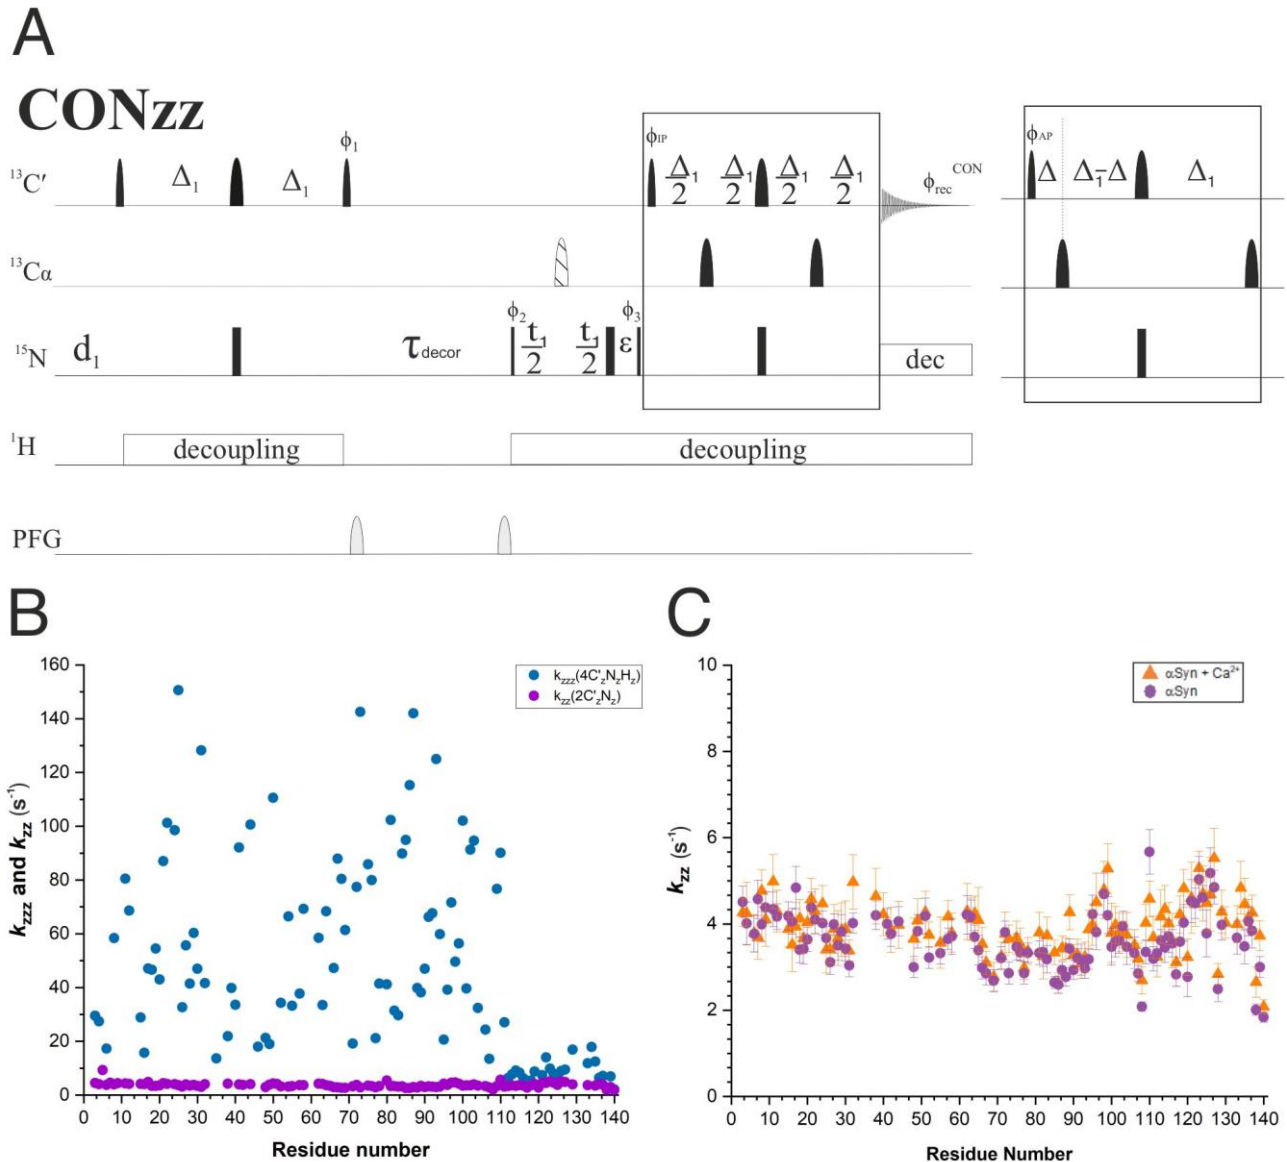 A
CONzz
¹³C′ Δ₁ Δ₁ ϕ₁ ϕIP Δ₁/2 Δ₁/2 Δ₁/2 Δ₁/2 ϕrec CON ϕAP Δ Δ₁-Δ Δ₁
¹³Cα
¹⁵N d₁ τdecor ϕ₂ t₁/2 t₁/2 ε ϕ₃ dec
¹H decoupling decoupling
PFG
B
kzzz and kzz (s⁻¹)
160
140
120
100
80
60
40
20
0
kzzz(4C'zNzHz)
kzz(2C'zNz)
0 10 20 30 40 50 60 70 80 90 100 110 120 130 140
Residue number
C
kzz (s⁻¹)
10
8
6
4
2
0
αSyn + Ca²⁺
αSyn
0 10 20 30 40 50 60 70 80 90 100 110 120 130 140
Residue Number